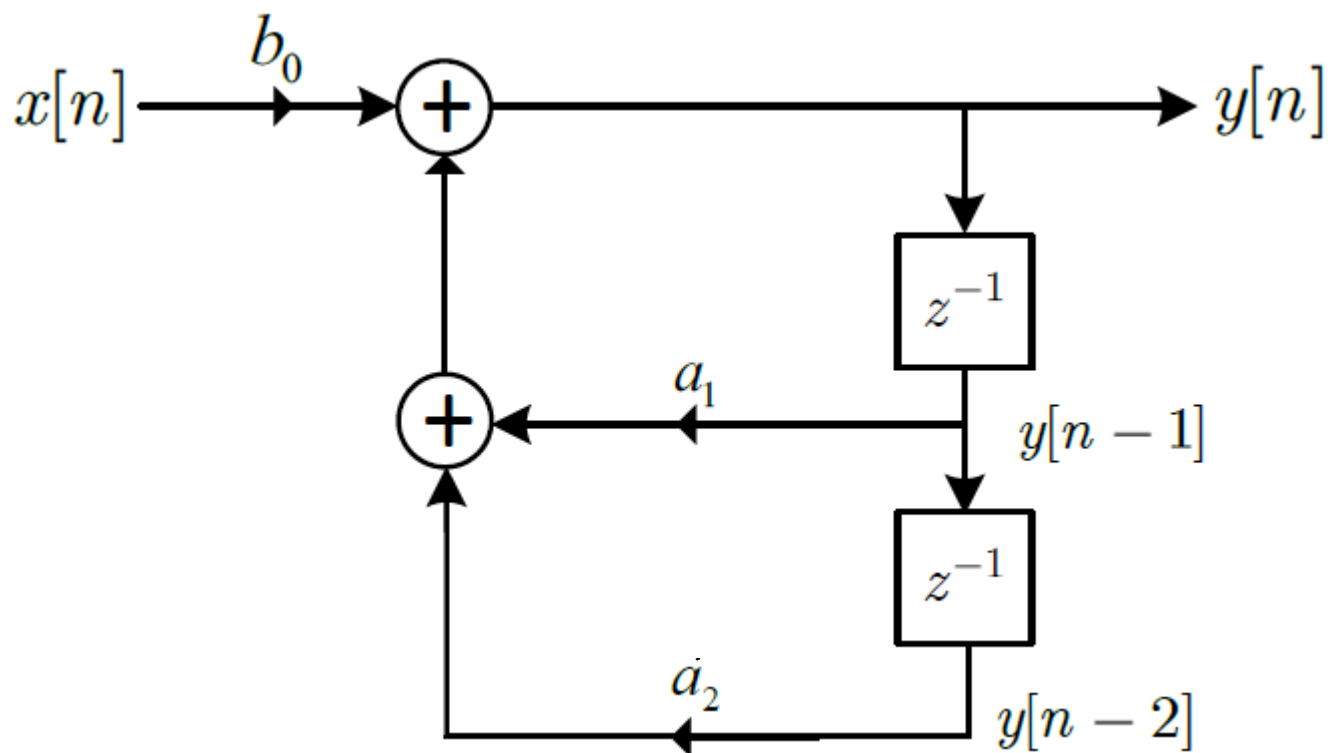 b₀
x[n] + y[n]
z⁻¹
a₁
+
y[n − 1]
z⁻¹
a₂
y[n − 2]